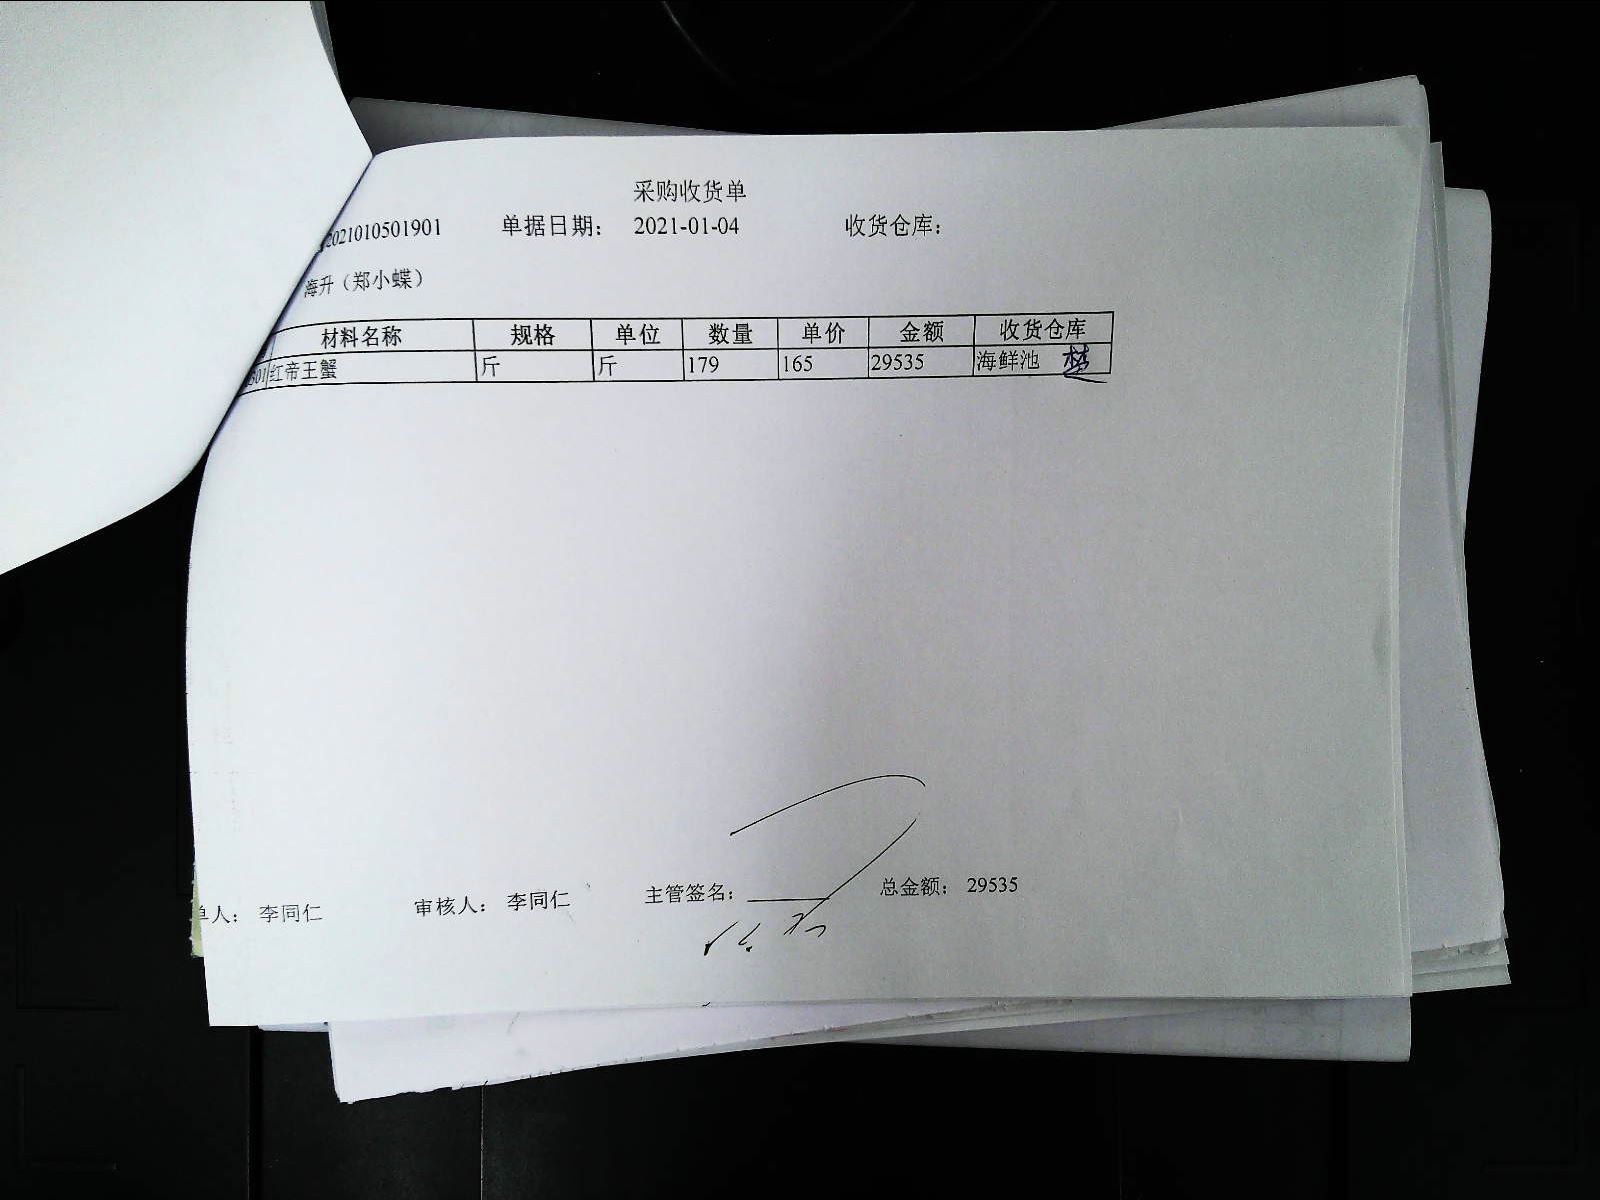 采购收货单
2021010501901 单据日期： 2021-01-04 收货仓库：
海升（郑小蝶）
材料名称 规格 单位 数量 单价 金额 收货仓库
红帝王蟹 斤 斤 179 165 29535 海鲜池
单人： 李同仁 审核人： 李同仁 主管签名： 总金额： 29535